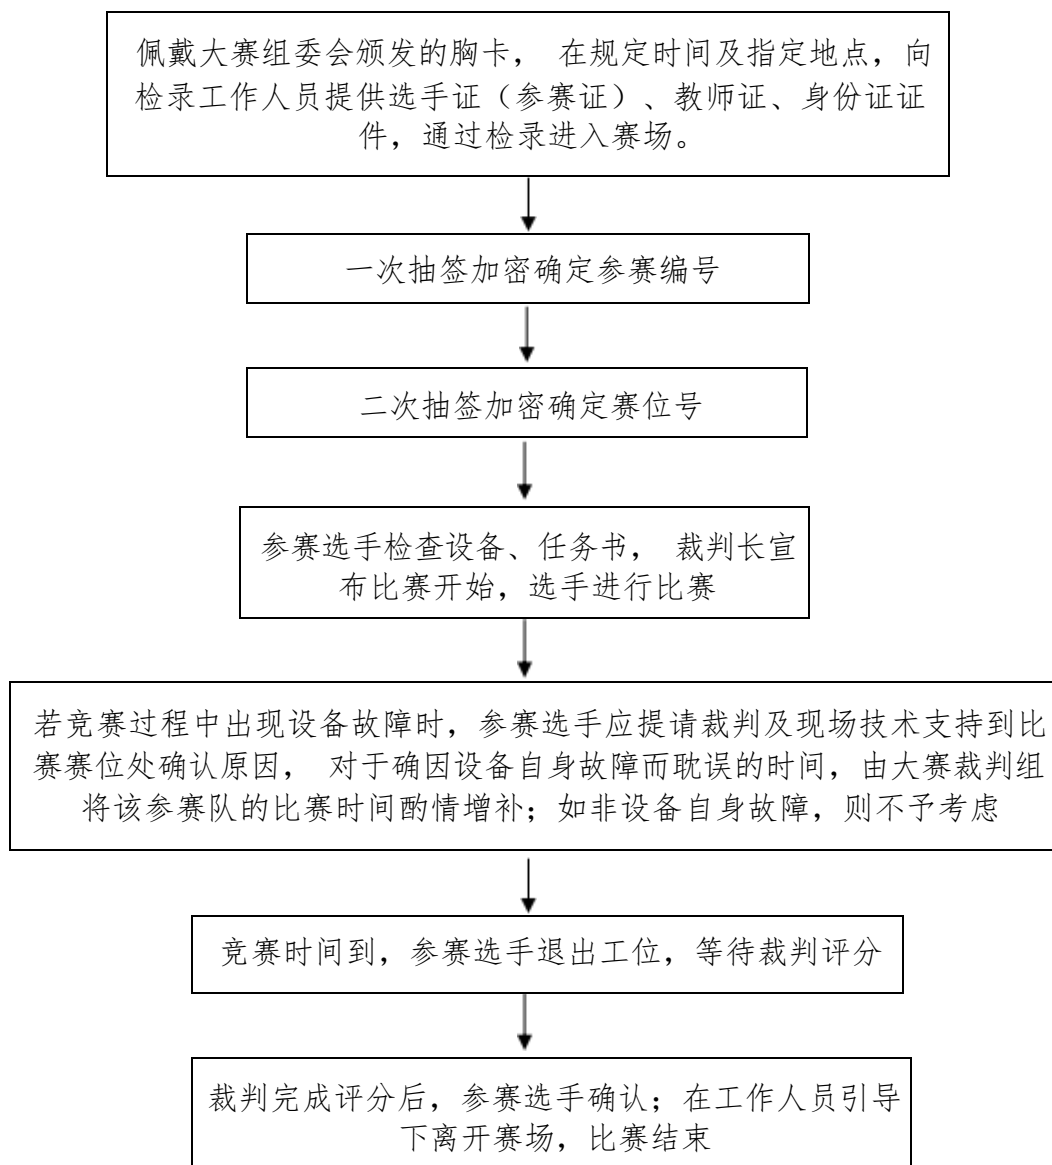 佩戴大赛组委会颁发的胸卡， 在规定时间及指定地点，向
检录工作人员提供选手证（参赛证）、教师证、身份证证
件，通过检录进入赛场。
一次抽签加密确定参赛编号
二次抽签加密确定赛位号
参赛选手检查设备、任务书， 裁判长宣
布比赛开始，选手进行比赛
若竞赛过程中出现设备故障时，参赛选手应提请裁判及现场技术支持到比
赛赛位处确认原因， 对于确因设备自身故障而耽误的时间，由大赛裁判组
将该参赛队的比赛时间酌情增补；如非设备自身故障，则不予考虑
竞赛时间到，参赛选手退出工位，等待裁判评分
裁判完成评分后，参赛选手确认；在工作人员引导
下离开赛场，比赛结束